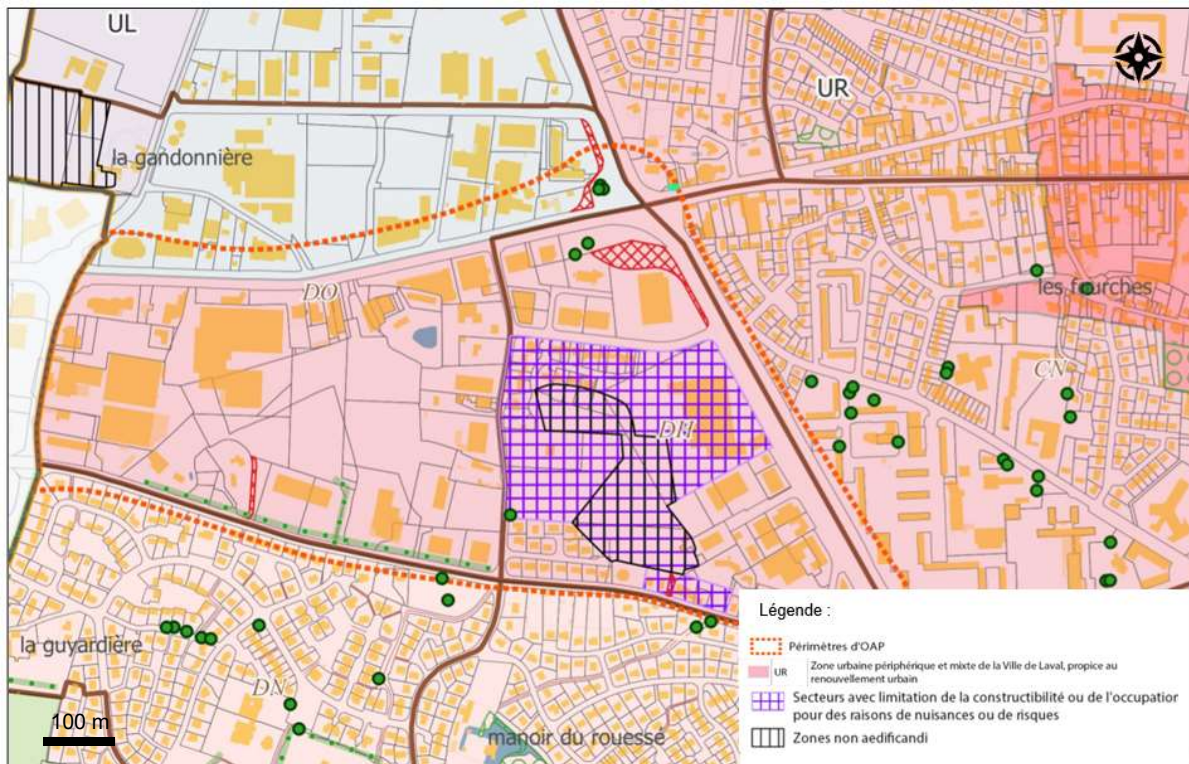 UL
UR
la gandonnière
DO
les fourches
CN
DH
la guyardière
DN
100 m
manoir du rouessé
Légende :
Périmètres d'OAP
UR Zone urbaine périphérique et mixte de la Ville de Laval, propice au
renouvellement urbain
Secteurs avec limitation de la constructibilité ou de l'occupation
pour des raisons de nuisances ou de risques
Zones non aedificandi